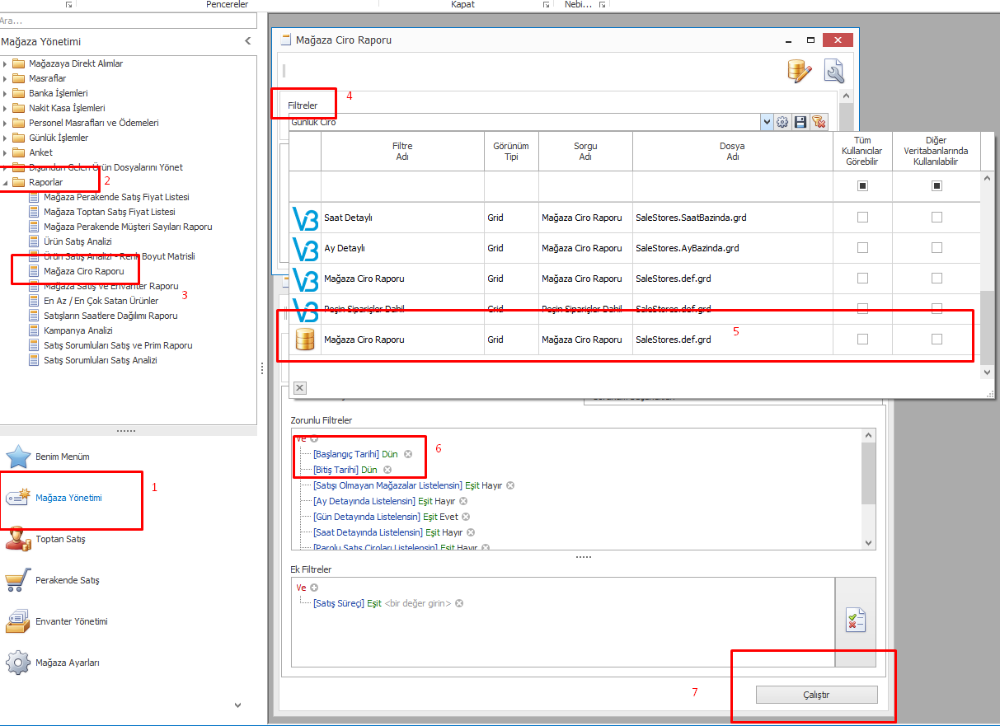 Pencereler
Kapat
Nebi...
Ara...
Mağaza Yönetimi
Mağazaya Direkt Alımlar
Masraflar
Banka İşlemleri
Nakit Kasa İşlemleri
Personel Masrafları ve Ödemeleri
Günlük İşlemler
Anket
Dışarıdan Gelen Ürün Dosyalarını Yönet
Raporlar
2
Mağaza Perakende Satış Fiyat Listesi
Mağaza Toptan Satış Fiyat Listesi
Mağaza Perakende Müşteri Sayıları Raporu
Ürün Satış Analizi
Ürün Satış Analizi - Renk Boyut Matrisli
Mağaza Ciro Raporu
Mağaza Satış ve Envanter Raporu
3
En Az / En Çok Satan Ürünler
Satışların Saatlere Dağılımı Raporu
Kampanya Analizi
Satış Sorumluları Satış ve Prim Raporu
Satış Sorumluları Satış Analizi
Benim Menüm
Mağaza Yönetimi
1
Toptan Satış
Perakende Satış
Envanter Yönetimi
Mağaza Ayarları
Mağaza Ciro Raporu
Filtreler
4
Günlük Ciro
Filtre
Adı
Görünüm
Tipi
Sorgu
Adı
Dosya
Adı
Tüm
Kullanıcılar
Görebilir
Diğer
Veritabanlarında
Kullanılabilir
V3 Saat Detaylı Grid Mağaza Ciro Raporu SaleStores.SaatBazinda.grd
V3 Ay Detaylı Grid Mağaza Ciro Raporu SaleStores.AyBazinda.grd
V3 Mağaza Ciro Raporu Grid Mağaza Ciro Raporu SaleStores.def.grd
V3 Peşin Siparişler Dahil Grid Peşin Siparişler Dahil SaleStores.def.grd
Mağaza Ciro Raporu Grid Mağaza Ciro Raporu SaleStores.def.grd
5
Zorunlu Filtreler
Ve
[Başlangıç Tarihi] Dün
6
[Bitiş Tarihi] Dün
[Satışı Olmayan Mağazalar Listelensin] Eşit Hayır
[Ay Detayında Listelensin] Eşit Hayır
[Gün Detayında Listelensin] Eşit Evet
[Saat Detayında Listelensin] Eşit Hayır
[Parolu Satış Ciroları Listelensin] Eşit Hayır
Ek Filtreler
Ve
[Satış Süreçi] Eşit <bir değer girin>
7
Çalıştır